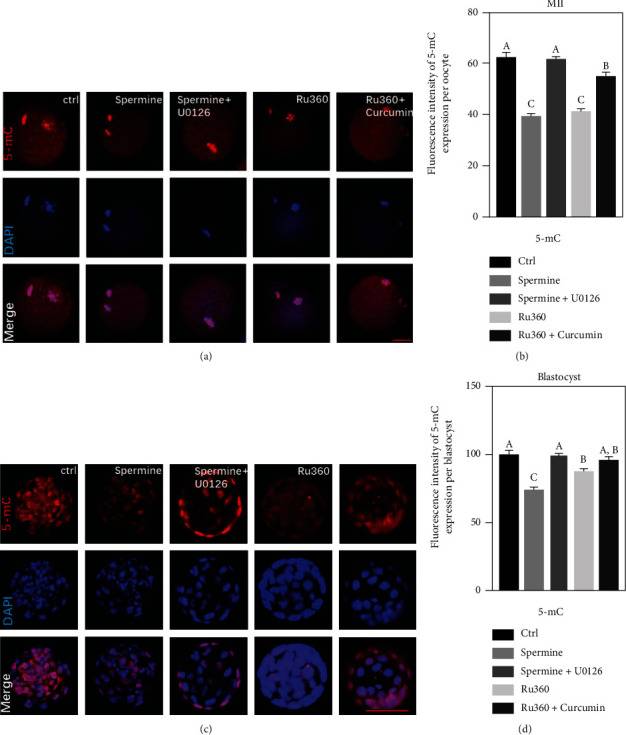 ctrl
Spermine
Spermine+
U0126
Ru360
Ru360+
Curcumin
5-mC
DAPI
Merge
(a)
MII
Fluorescence intensity of 5-mC
expression per oocyte
80
60
40
20
0
A
C
A
C
B
5-mC
Ctrl
Spermine
Spermine + U0126
Ru360
Ru360 + Curcumin
(b)
ctrl
Spermine
Spermine+
U0126
Ru360
5-mC
DAPI
Merge
(c)
Blastocyst
Fluorescence intensity of 5-mC
expression per blastocyst
150
100
50
0
A
C
A
B
A, B
5-mC
Ctrl
Spermine
Spermine + U0126
Ru360
Ru360 + Curcumin
(d)